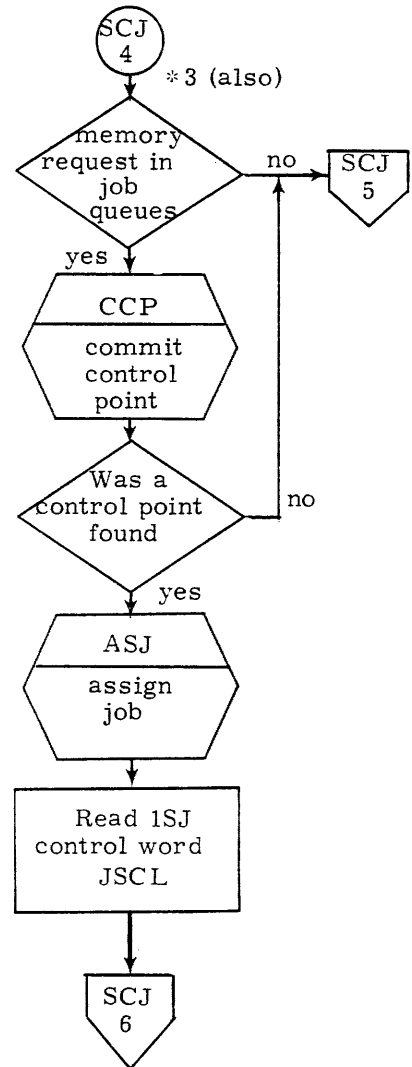 SCJ
4
*3 (also)
memory
request in
job
queues
no
SCJ
5
yes
CCP
commit
control
point
Was a
control point
found
no
yes
ASJ
assign
job
Read 1SJ
control word
JSCL
SCJ
6